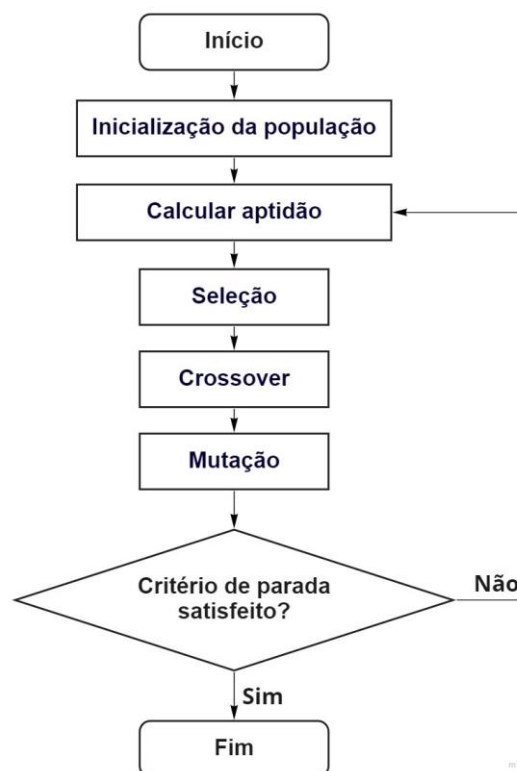 Início
Inicialização da população
Calcular aptidão
Seleção
Crossover
Mutação
Critério de parada
satisfeito?
Não
Sim
Fim